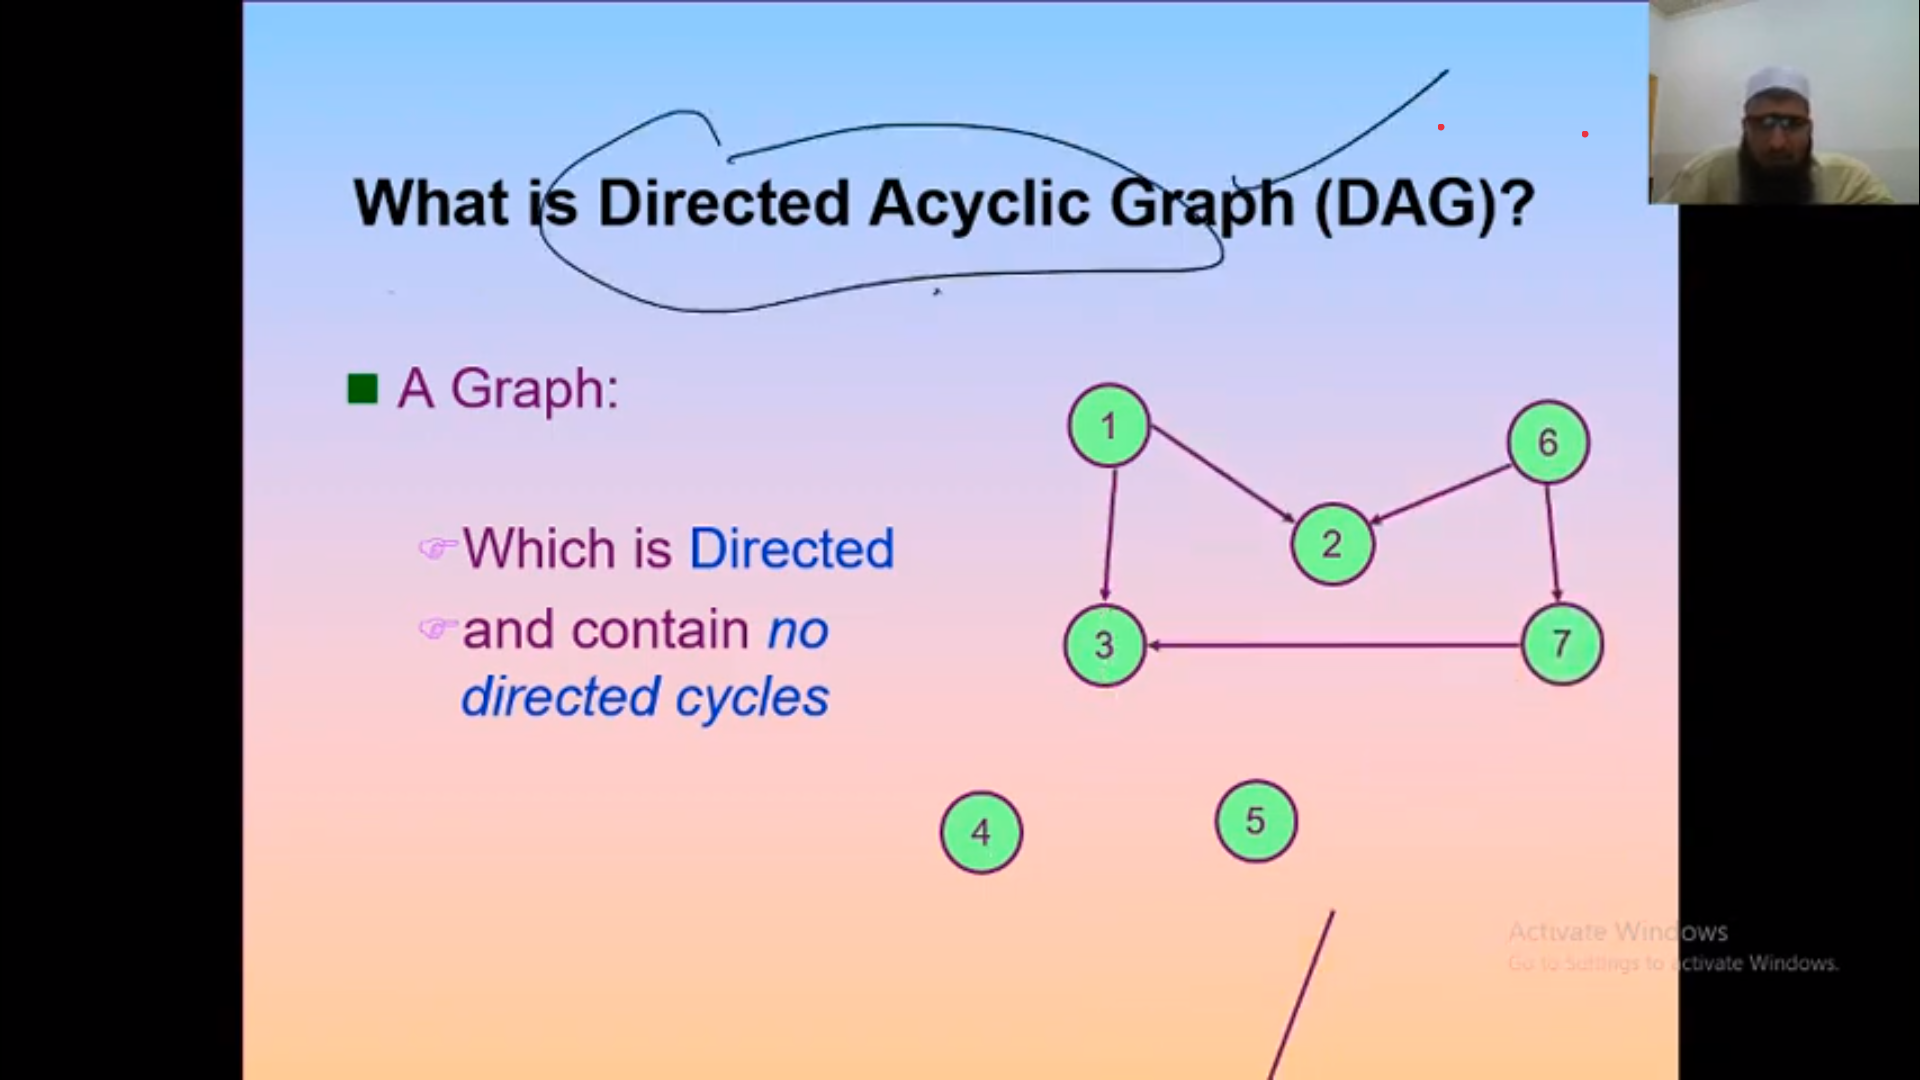 What is Directed Acyclic Graph (DAG)?
A Graph:
Which is Directed
and contain no
directed cycles
1
6
2
3
7
4
5
Activate Windows
Go to Settings to activate Windows.